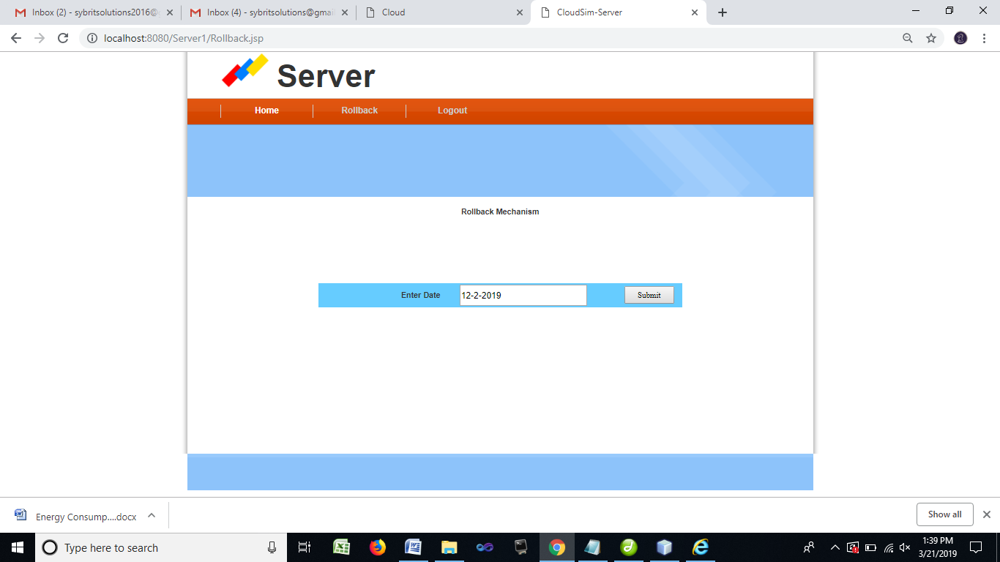 Inbox (2) - sybritsolutions2016@ Inbox (4) - sybritsolutions@gmai Cloud CloudSim-Server
localhost:8080/Server1/Rollback.jsp
Server
Home Rollback Logout
Rollback Mechanism
Enter Date 12-2-2019 Submit
Energy Consump....docx Show all
Type here to search 1:39 PM
3/21/2019